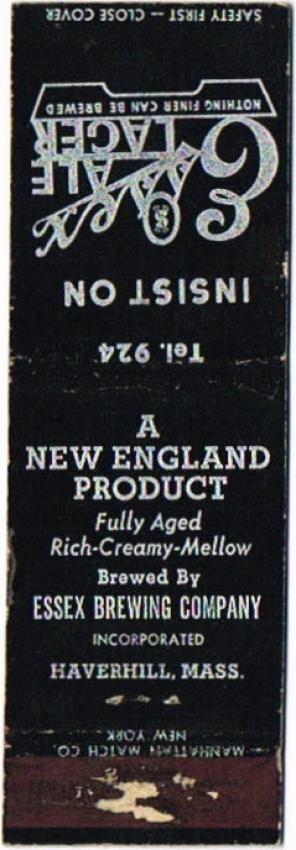 SAFETY FIRST — CLOSE COVER
INSIST ON
Essex
ALE
LAGER
NOTHING FINER CAN BE BREWED
Tel. 924
A
NEW ENGLAND
PRODUCT
Fully Aged
Rich-Creamy-Mellow
Brewed By
ESSEX BREWING COMPANY
INCORPORATED
HAVERHILL, MASS.
MANHATTAN MATCH CO.
NEW YORK